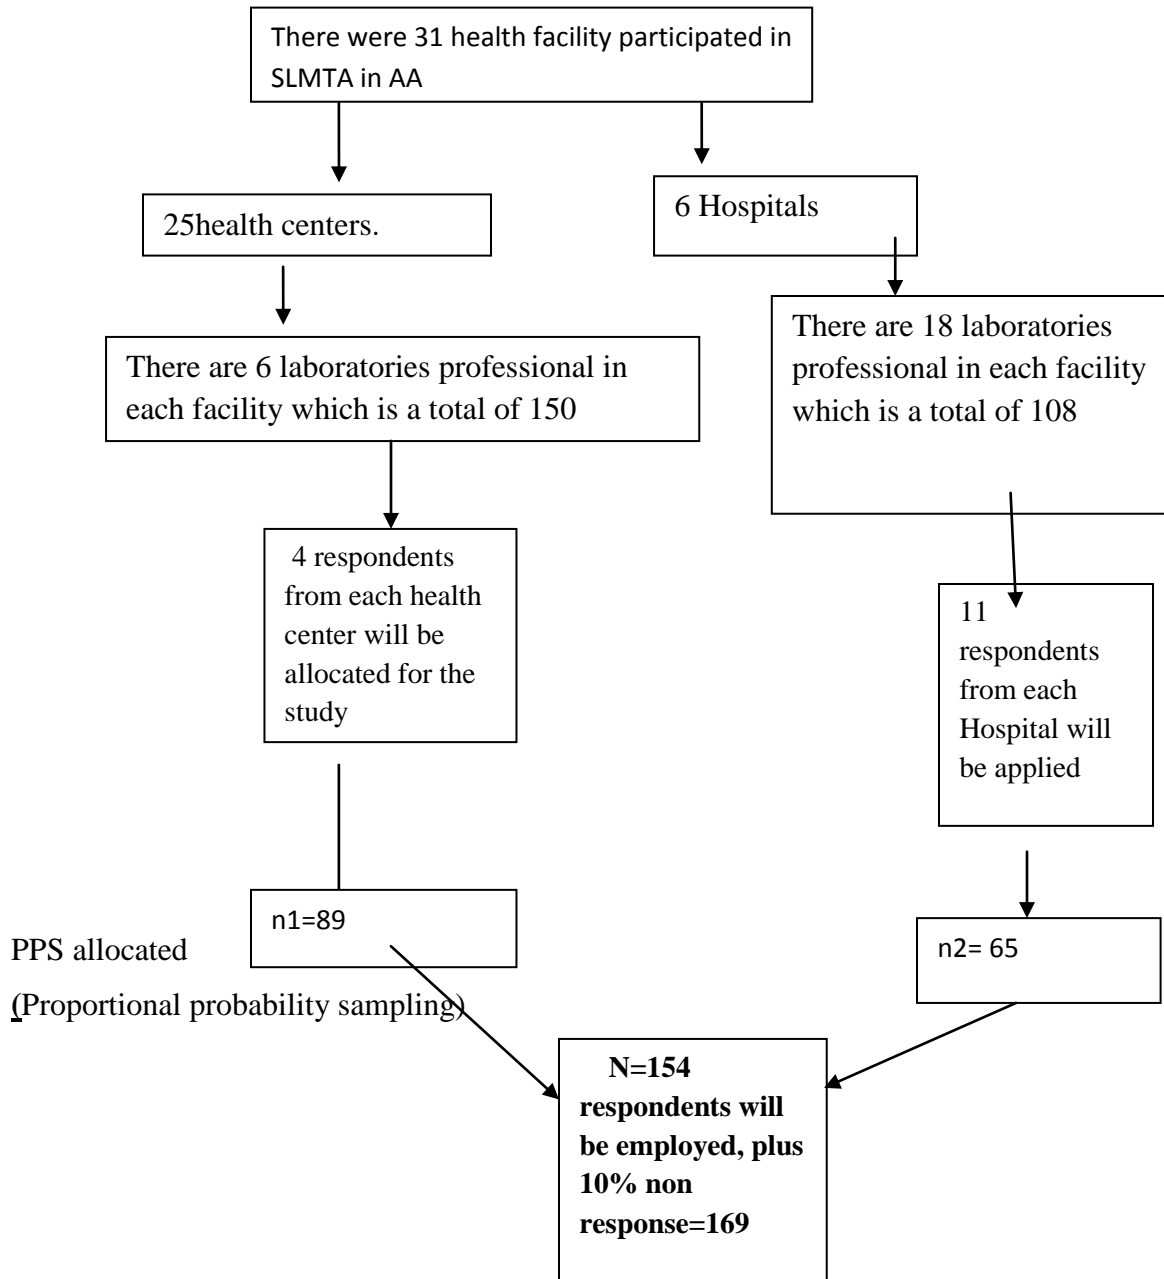 There were 31 health facility participated in
SLMTA in AA
25health centers.
6 Hospitals
There are 6 laboratories professional in
each facility which is a total of 150
There are 18 laboratories
professional in each facility
which is a total of 108
4 respondents
from each health
center will be
allocated for the
study
11
respondents
from each
Hospital will
be applied
n1=89
n2= 65
PPS allocated
(Proportional probability sampling)
N=154
respondents will
be employed, plus
10% non
response=169